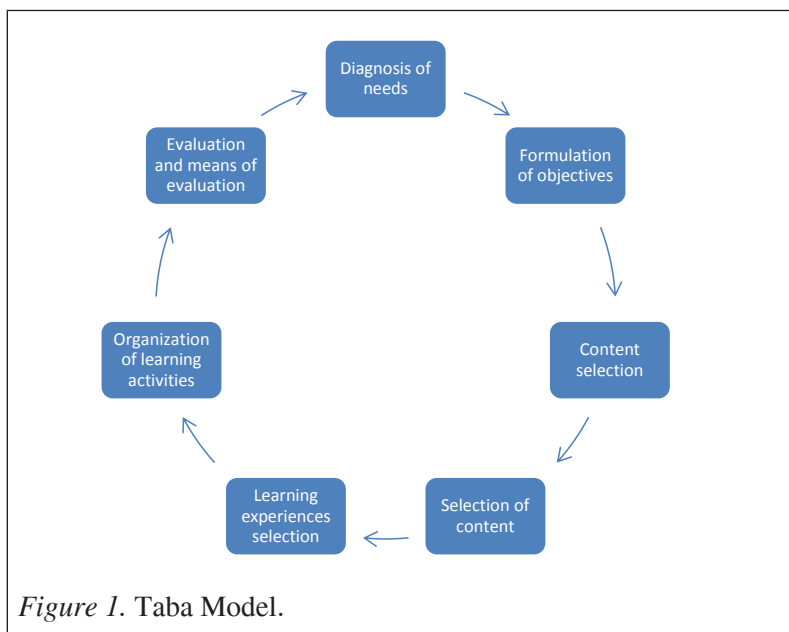 Diagnosis of
needs
Formulation
of objectives
Content
selection
Selection of
content
Learning
experiences
selection
Organization
of learning
activities
Evaluation
and means of
evaluation
Figure 1. Taba Model.